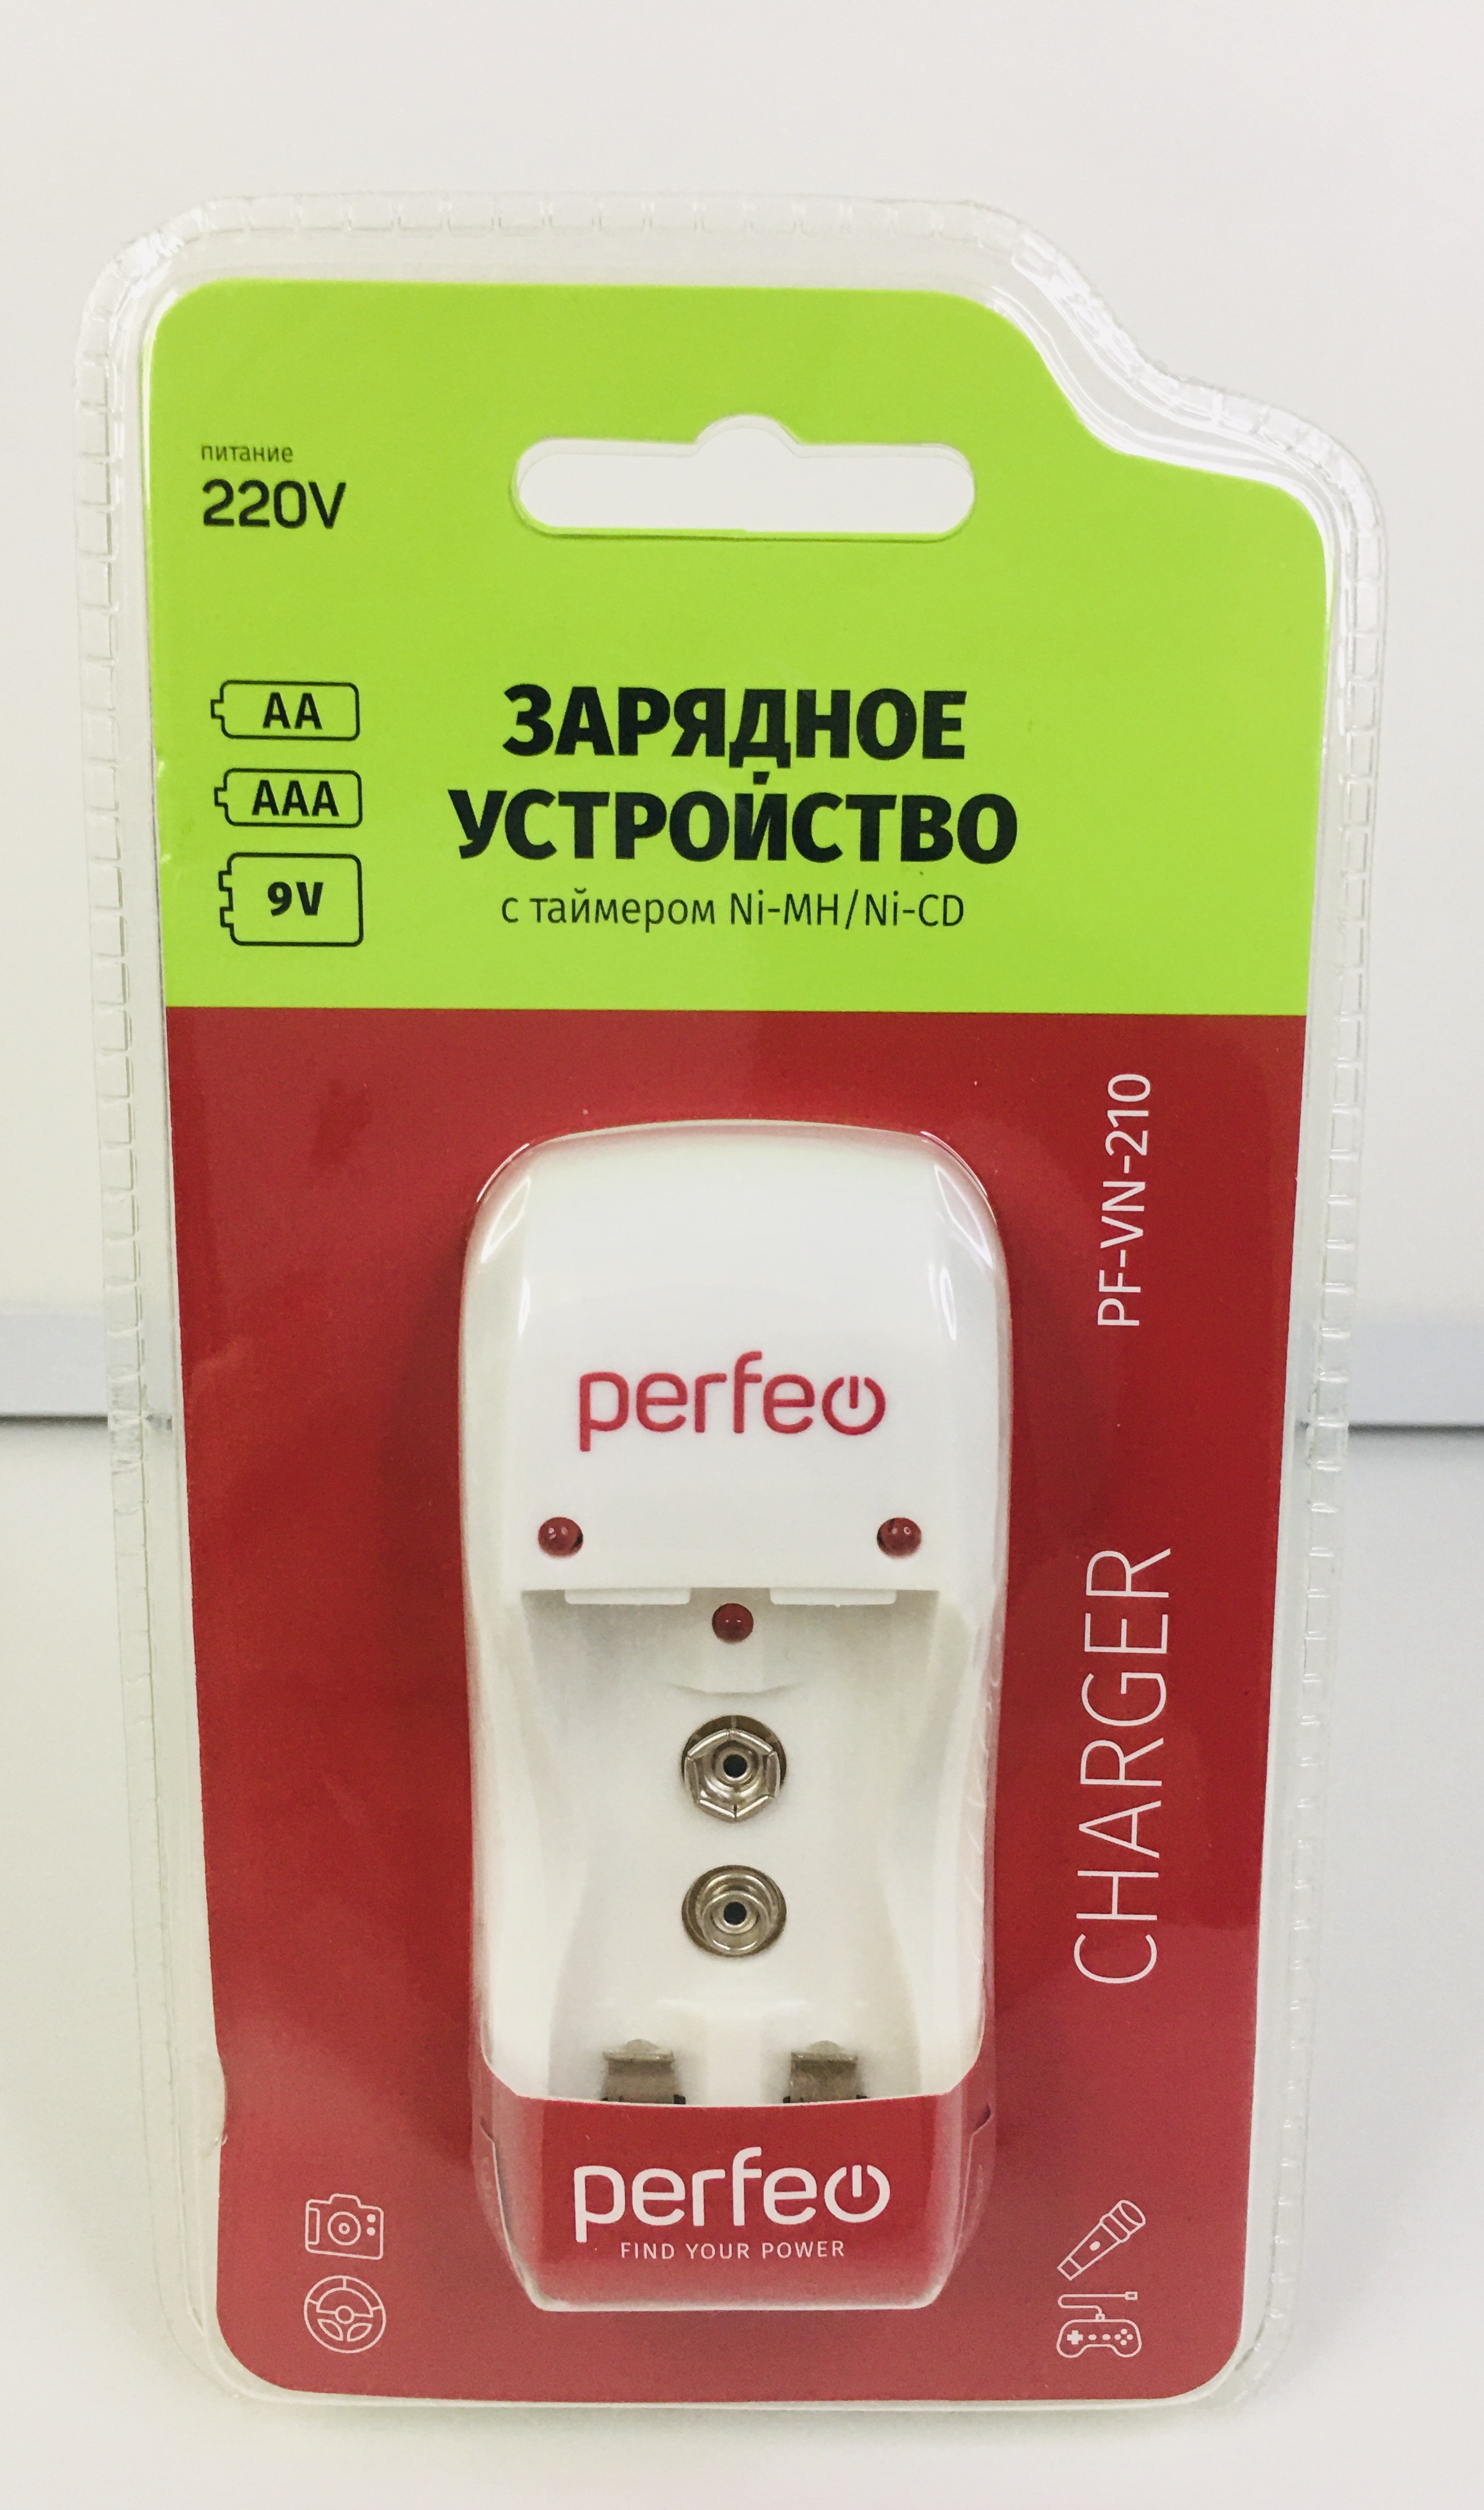 питание
220V
AA
AAA
9V
ЗАРЯДНОЕ
УСТРОЙСТВО
с таймером Ni-MH/Ni-CD
PF-VN-210
perfeo
CHARGER
perfeo
FIND YOUR POWER